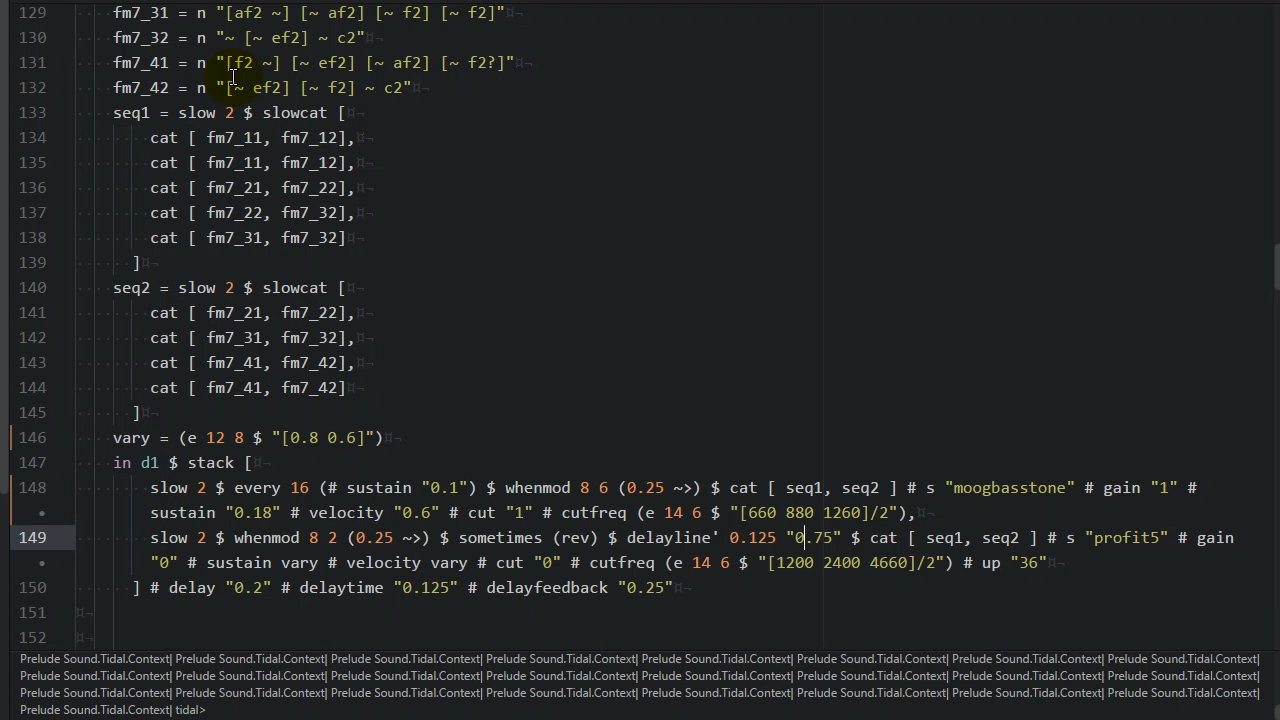 129 fm7_31 = n "[af2 ~] [~ af2] [~ f2] [~ f2]"¤¬
130 fm7_32 = n "~ [~ ef2] ~ c2"¤¬
131 fm7_41 = n "[f2 ~] [~ ef2] [~ af2] [~ f2?]"¤¬
132 fm7_42 = n "[~ ef2] [~ f2] ~ c2"¤¬
133 seq1 = slow 2 $ slowcat [¤¬
134 cat [ fm7_11, fm7_12],¤¬
135 cat [ fm7_11, fm7_12],¤¬
136 cat [ fm7_21, fm7_22],¤¬
137 cat [ fm7_22, fm7_32],¤¬
138 cat [ fm7_31, fm7_32]¤¬
139 ]¤¬
140 seq2 = slow 2 $ slowcat [¤¬
141 cat [ fm7_21, fm7_22],¤¬
142 cat [ fm7_31, fm7_32],¤¬
143 cat [ fm7_41, fm7_42],¤¬
144 cat [ fm7_41, fm7_42]¤¬
145 ]¤¬
146 vary = (e 12 8 $ "[0.8 0.6]")¤¬
147 in d1 $ stack [¤¬
148 slow 2 $ every 16 (# sustain "0.1") $ whenmod 8 6 (0.25 ~>) $ cat [ seq1, seq2 ] # s "moogbasstone" # gain "1" #
• sustain "0.18" # velocity "0.6" # cut "1" # cutfreq (e 14 6 $ "[660 880 1260]/2"),¤¬
149 slow 2 $ whenmod 8 2 (0.25 ~>) $ sometimes (rev) $ delayline' 0.125 "0.75" $ cat [ seq1, seq2 ] # s "profit5" # gain
• "0" # sustain vary # velocity vary # cut "0" # cutfreq (e 14 6 $ "[1200 2400 4660]/2") # up "36"¤¬
150 ] # delay "0.2" # delaytime "0.125" # delayfeedback "0.25"¤¬
151 ¤¬
152 ¤¬
Prelude Sound.Tidal.Context| Prelude Sound.Tidal.Context| Prelude Sound.Tidal.Context| Prelude Sound.Tidal.Context| Prelude Sound.Tidal.Context| Prelude Sound.Tidal.Context| Prelude Sound.Tidal.Context| Prelude Sound.Tidal.Context|
Prelude Sound.Tidal.Context| Prelude Sound.Tidal.Context| Prelude Sound.Tidal.Context| Prelude Sound.Tidal.Context| Prelude Sound.Tidal.Context| Prelude Sound.Tidal.Context| Prelude Sound.Tidal.Context| Prelude Sound.Tidal.Context|
Prelude Sound.Tidal.Context| Prelude Sound.Tidal.Context| Prelude Sound.Tidal.Context| Prelude Sound.Tidal.Context| Prelude Sound.Tidal.Context| Prelude Sound.Tidal.Context| Prelude Sound.Tidal.Context| Prelude Sound.Tidal.Context|
Prelude Sound.Tidal.Context| tidal>